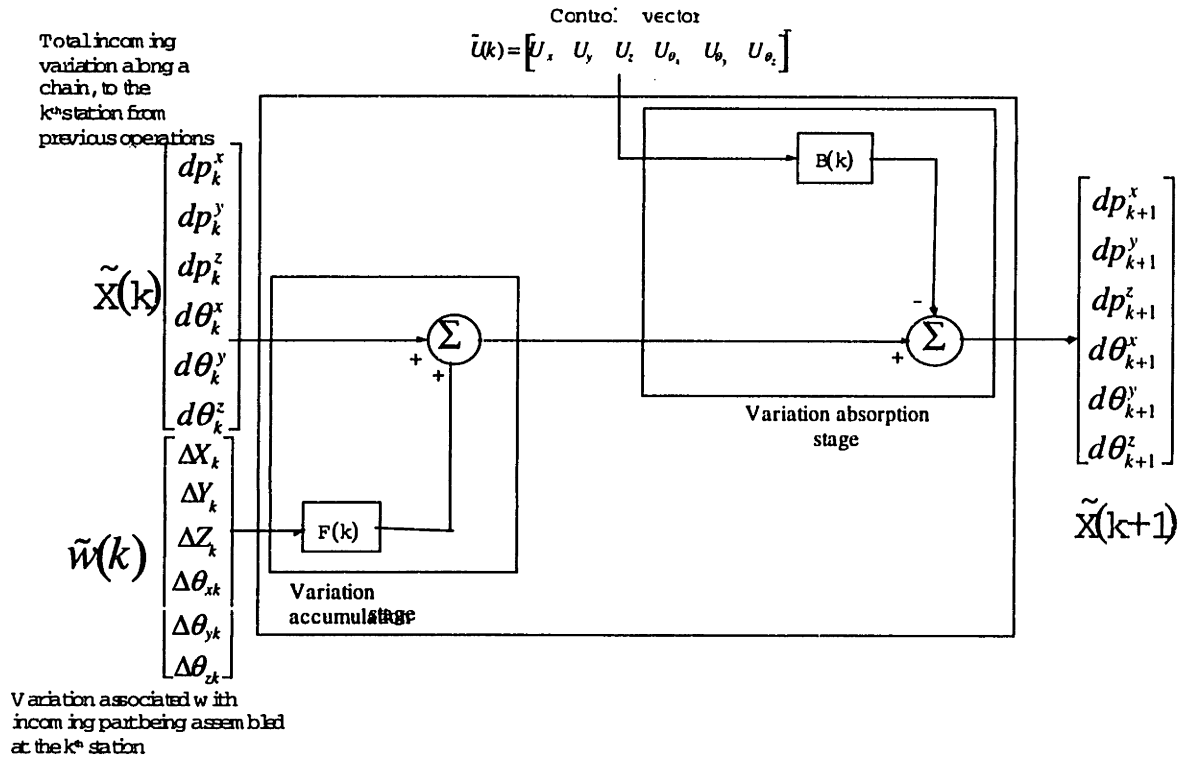 Control vector
Ũ(k) = [U_x U_y U_z U_θx U_θy U_θz]
Total incoming
variation along a
chain, to the
kth station from
previous operations
X̃(k)
dp_k^x
dp_k^y
dp_k^z
dθ_k^x
dθ_k^y
dθ_k^z
w̃(k)
ΔX_k
ΔY_k
ΔZ_k
Δθ_xk
Δθ_yk
Δθ_zk
Variation associated with
incoming part being assembled
at the kth station
Σ
+
+
F(k)
Variation
accumulation stage
B(k)
-
+
Σ
Variation absorption
stage
dp_{k+1}^x
dp_{k+1}^y
dp_{k+1}^z
dθ_{k+1}^x
dθ_{k+1}^y
dθ_{k+1}^z
X̃(k+1)